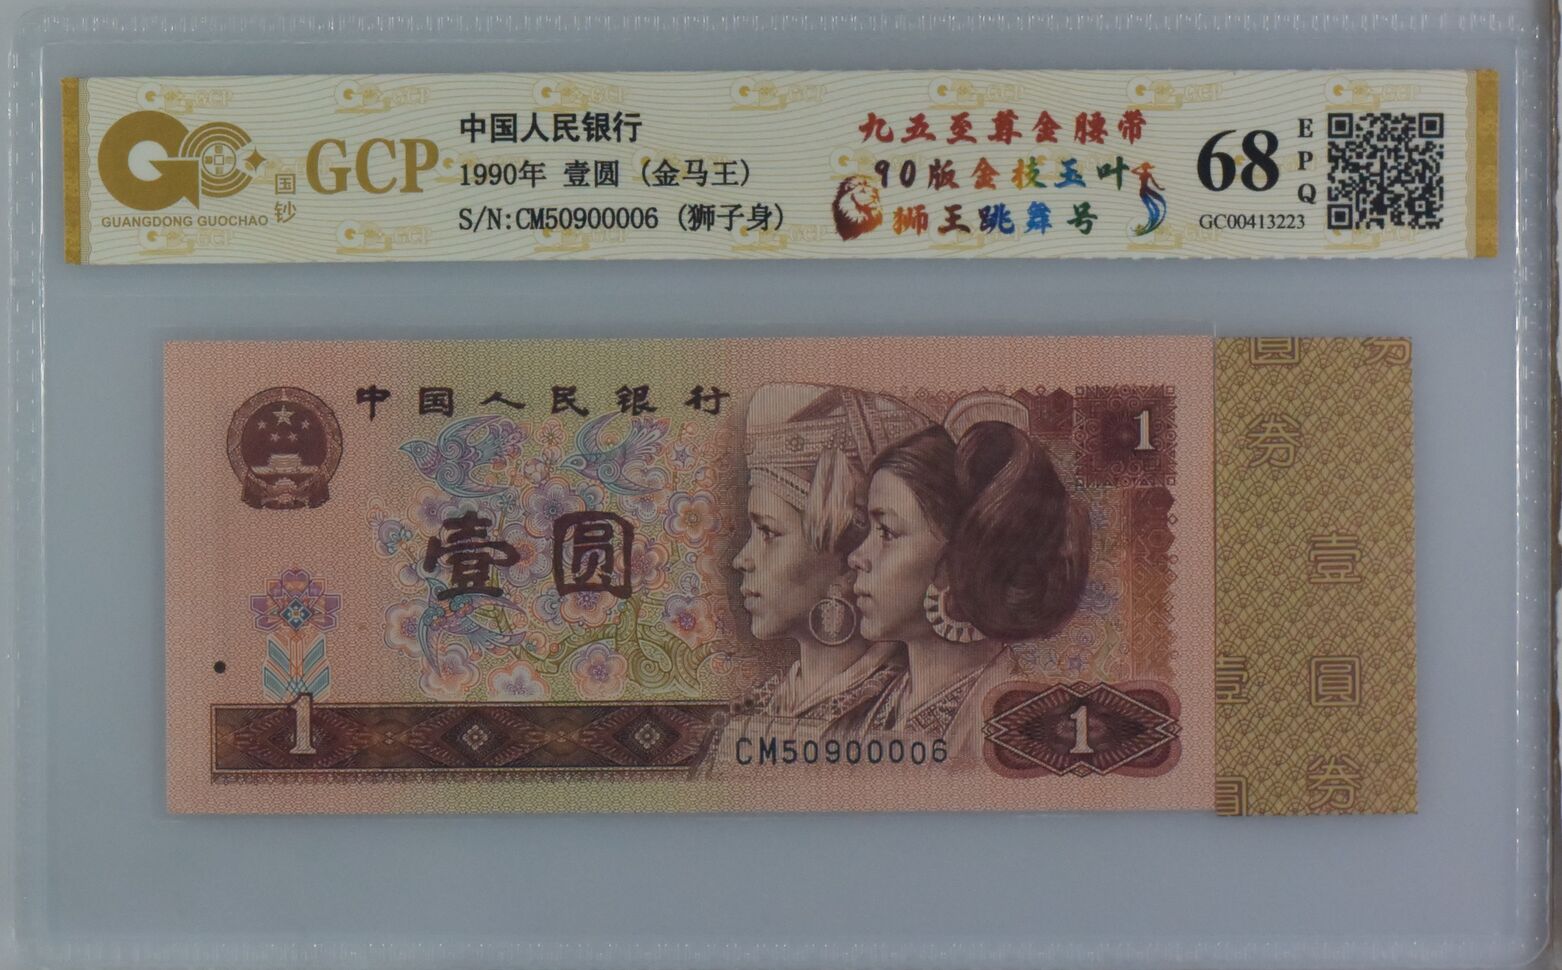 GCP
国钞
GUANGDONG GUOCHAO
中国人民银行
1990年 壹圆 (金马王)
S/N:CM50900006 (狮子身)
九五至尊金腰带
90版金枝玉叶
狮王跳舞号
68
EPQ
GC00413223
中国人民银行
1
壹圆
1
CM50900006
1
圆 券
券
壹
壹 圆
圆 券